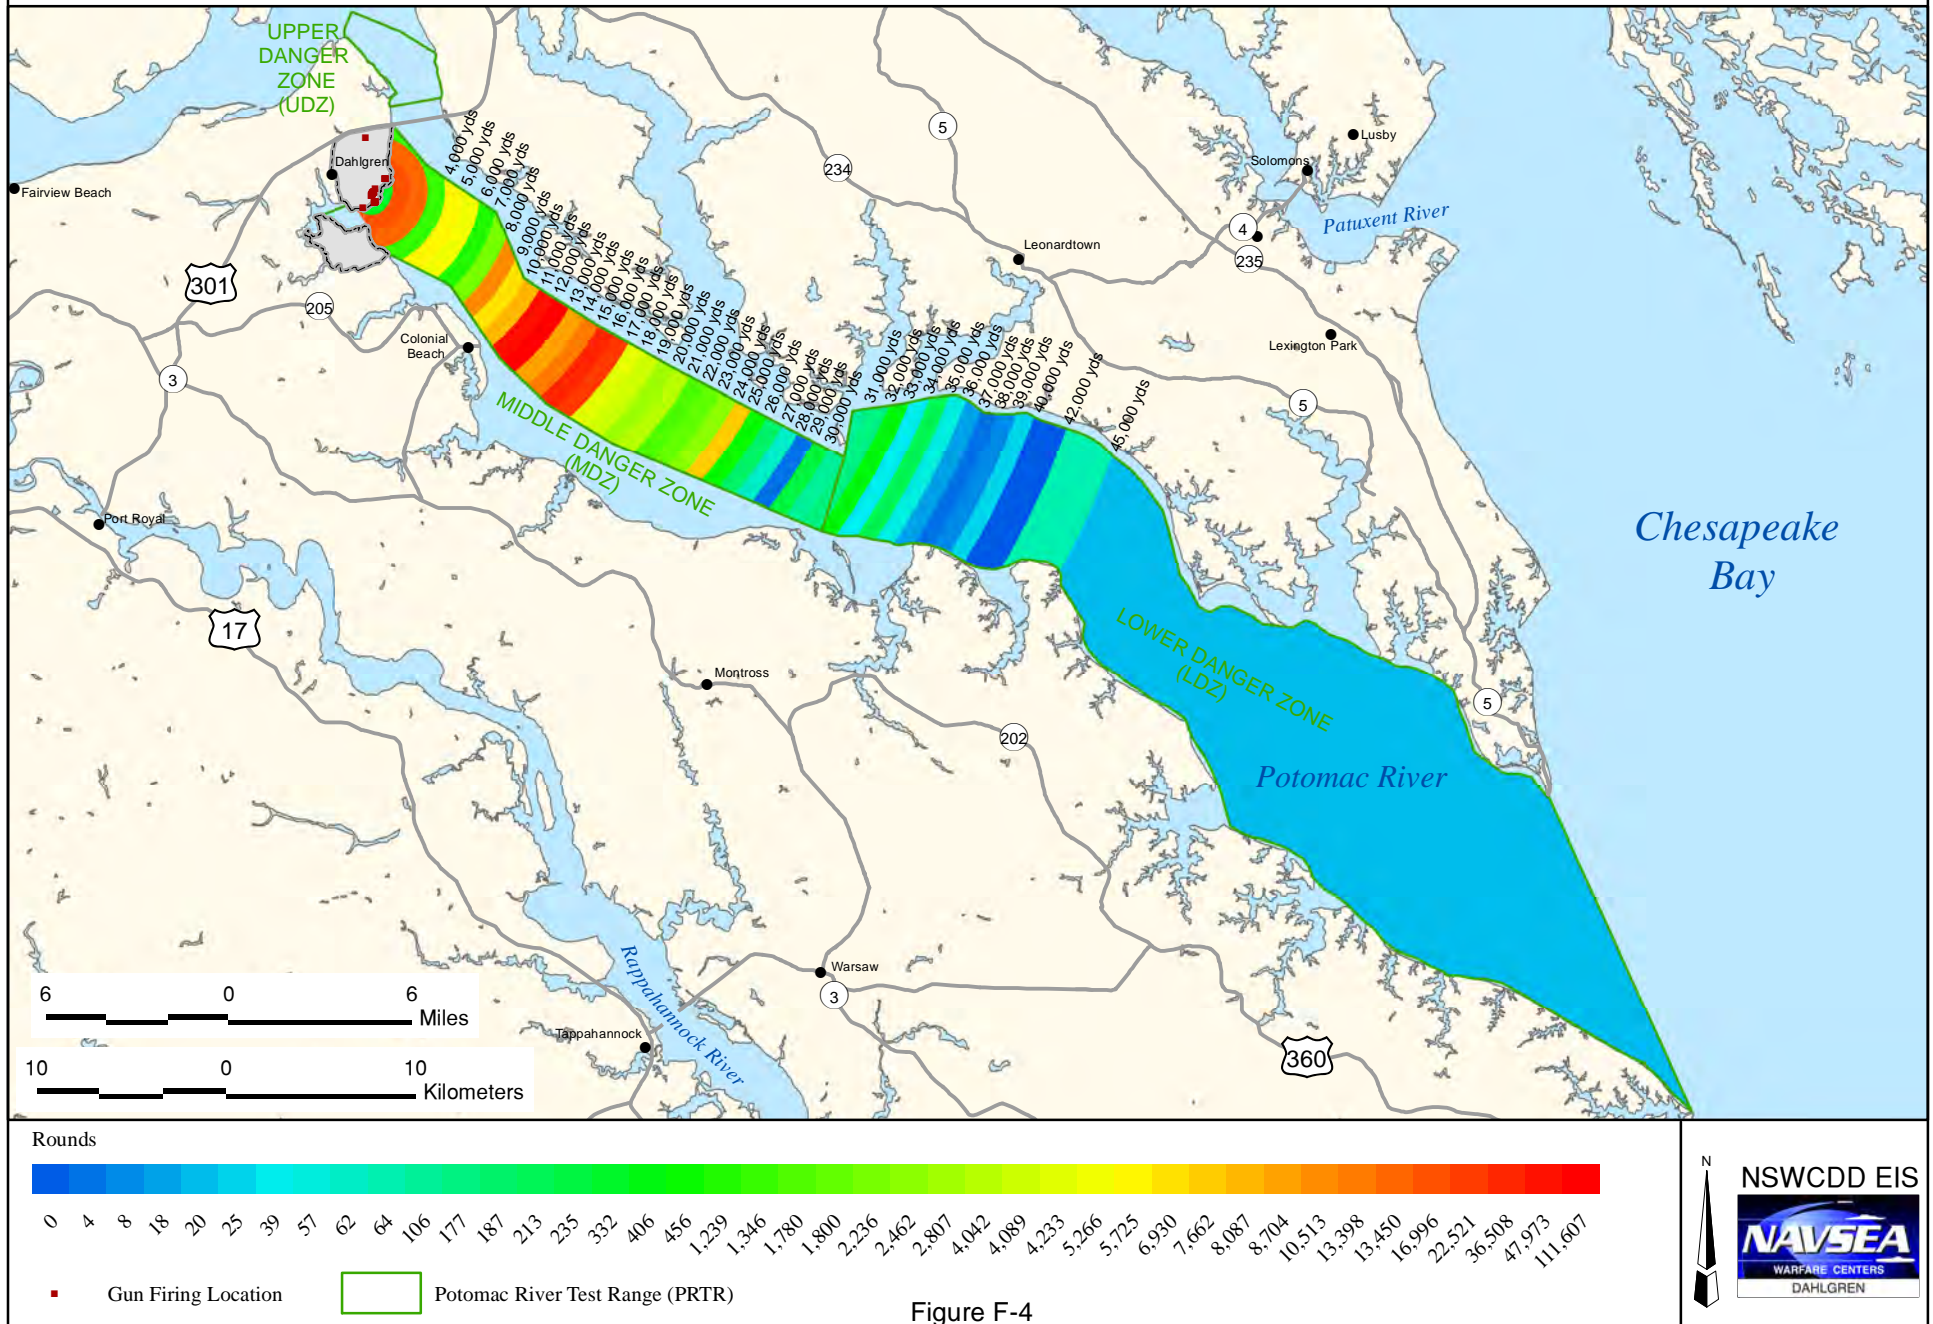 UPPER
DANGER
ZONE
(UDZ)
Dahlgren
Fairview Beach
301
205
3
Colonial
Beach
Port Royal
17
4,000 yds
5,000 yds
6,000 yds
7,000 yds
8,000 yds
9,000 yds
10,000 yds
11,000 yds
12,000 yds
13,000 yds
14,000 yds
15,000 yds
16,000 yds
17,000 yds
18,000 yds
19,000 yds
20,000 yds
21,000 yds
22,000 yds
23,000 yds
24,000 yds
25,000 yds
26,000 yds
27,000 yds
28,000 yds
29,000 yds
30,000 yds
31,000 yds
32,000 yds
33,000 yds
34,000 yds
35,000 yds
36,000 yds
37,000 yds
38,000 yds
39,000 yds
40,000 yds
42,000 yds
45,000 yds
5
234
Lusby
Solomons
Patuxent River
4
235
Leonardtown
Lexington Park
5
MIDDLE DANGER ZONE
(MDZ)
Chesapeake
Bay
LOWER DANGER ZONE
(LDZ)
Potomac River
5
Montross
202
Warsaw
3
Rappahannock River
Tappahannock
360
6 0 6
Miles
10 0 10
Kilometers
Rounds
0 4 8 18 20 25 39 57 62 64 106 177 187 213 235 332 406 456 1,239 1,346 1,780 1,800 2,236 2,462 2,807 4,042 4,089 4,233 5,266 5,725 6,930 7,662 8,087 8,704 10,513 13,398 13,450 16,996 22,521 36,508 47,973 111,607
Gun Firing Location
Potomac River Test Range (PRTR)
Figure F-4
N
NSWCDD EIS
NAVSEA
WARFARE CENTERS
DAHLGREN